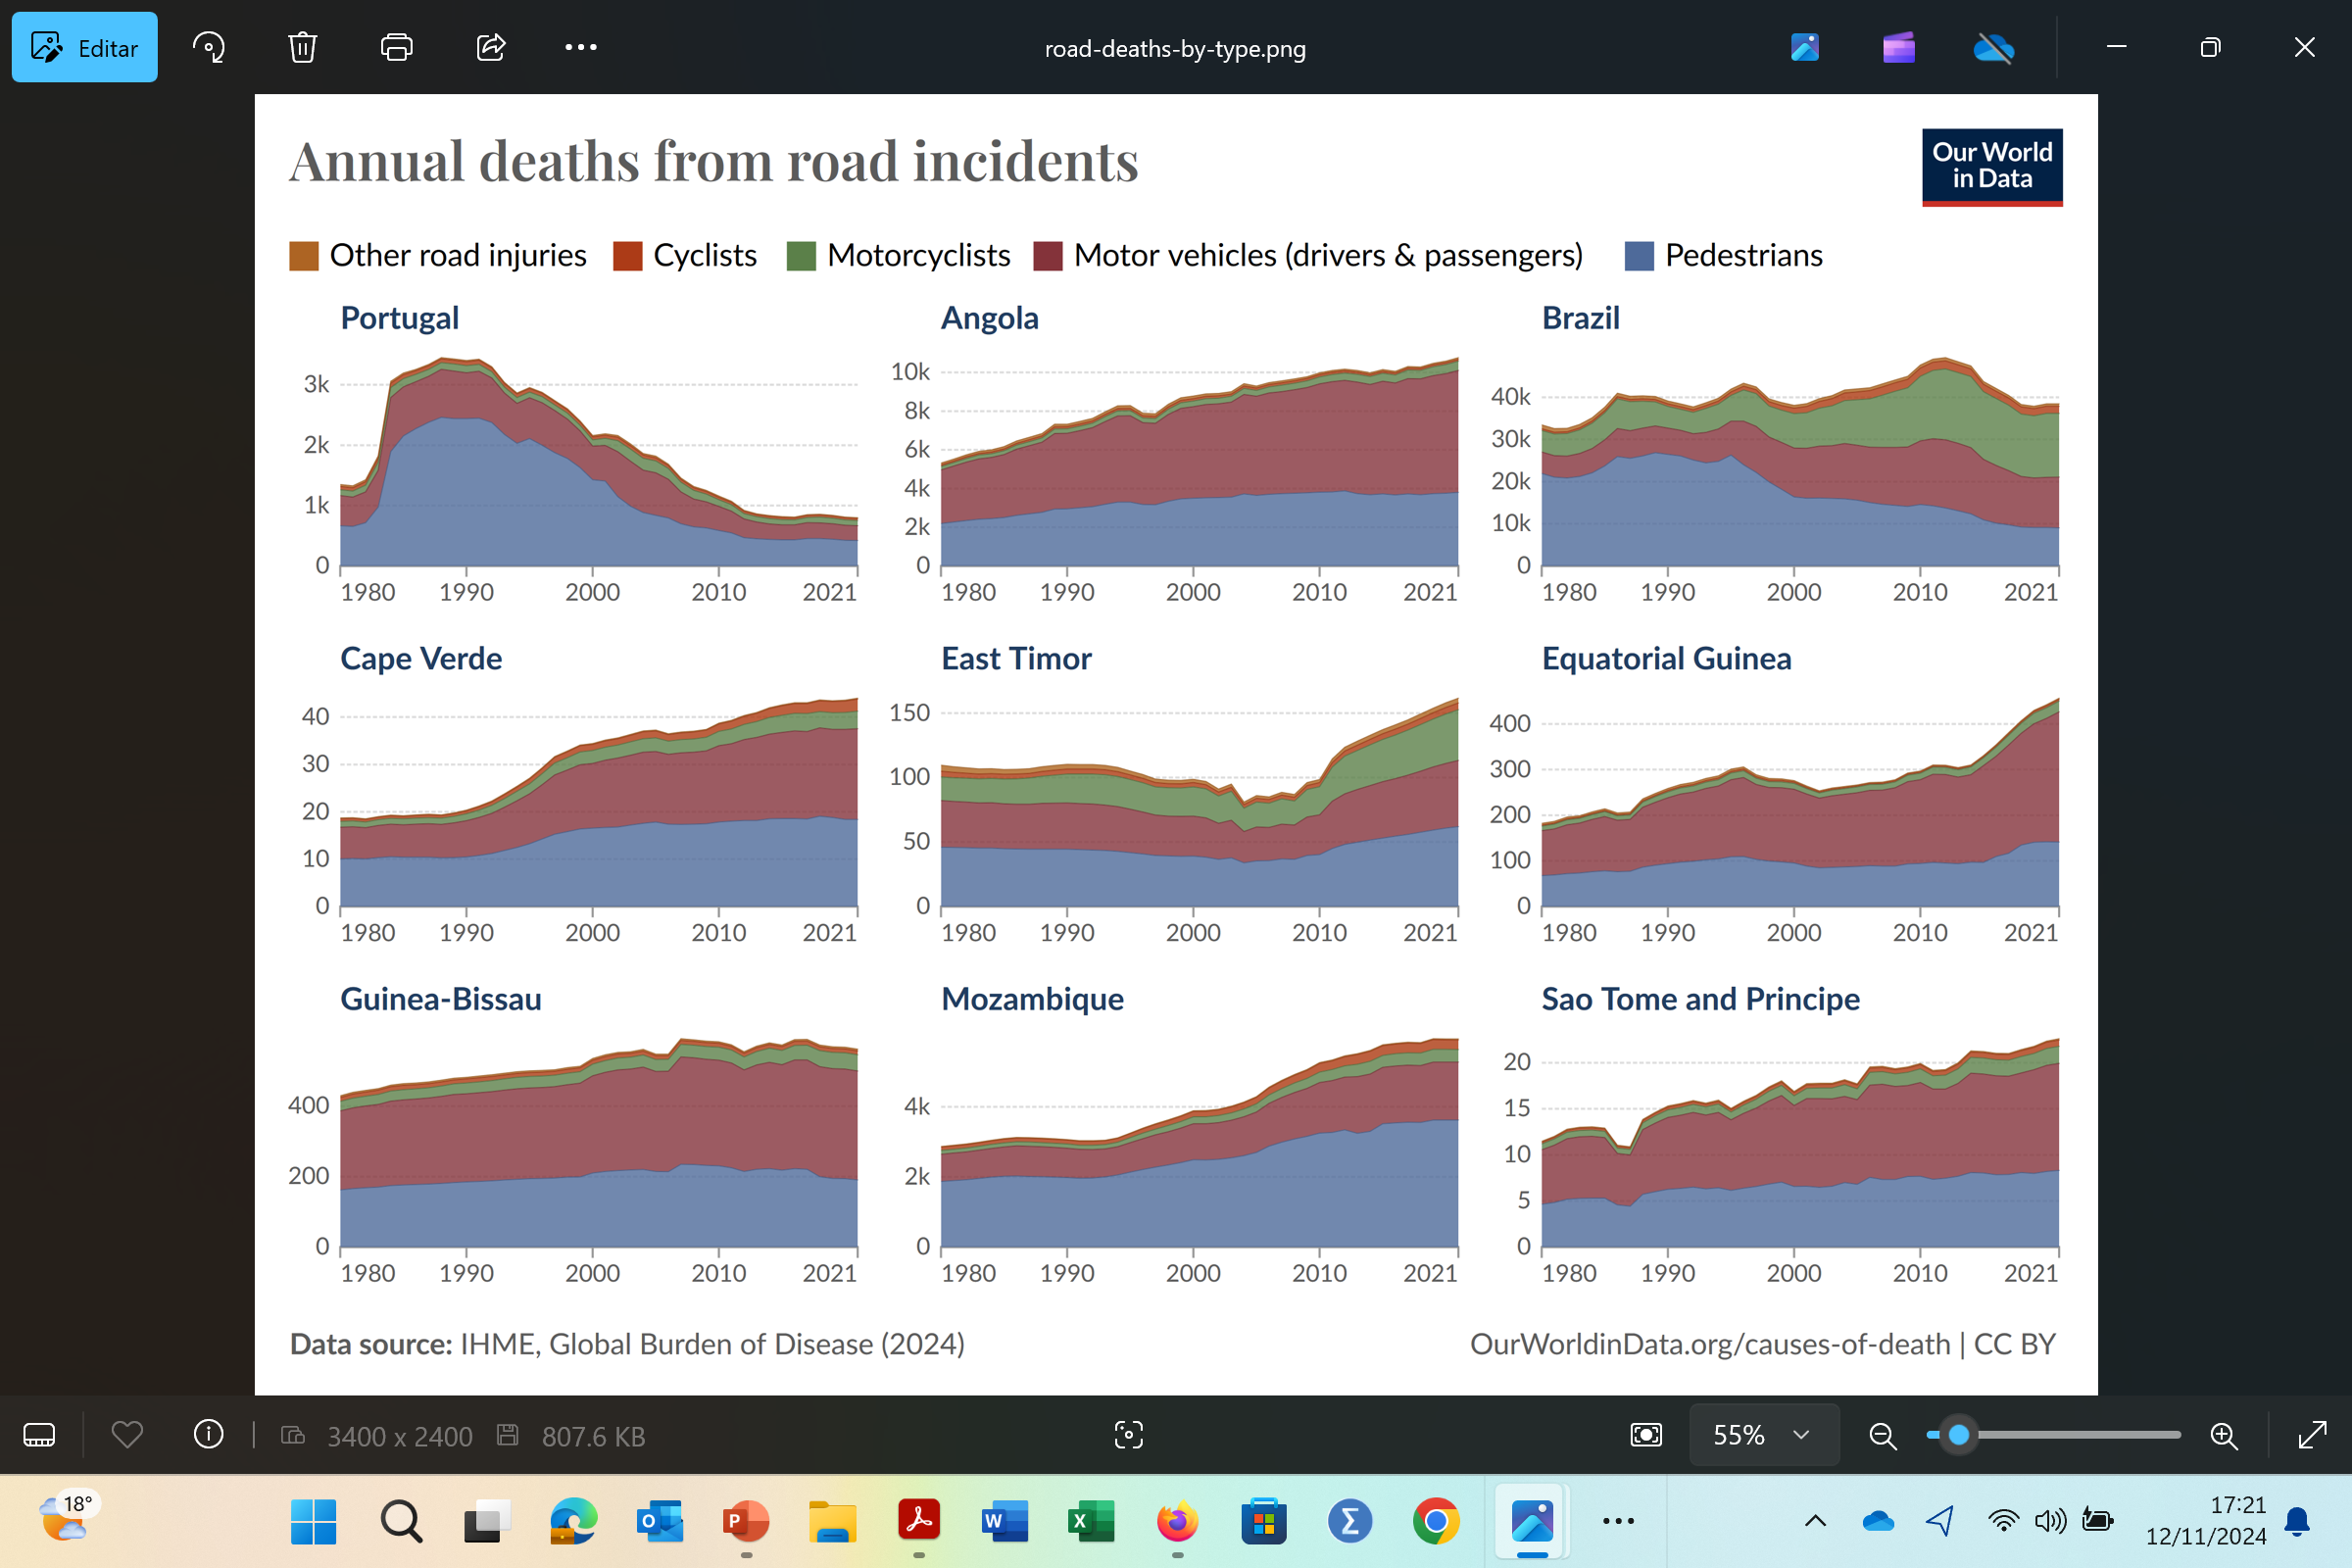 Editar
road-deaths-by-type.png
Annual deaths from road incidents
Our World
in Data
Other road injuries Cyclists Motorcyclists Motor vehicles (drivers & passengers) Pedestrians
Portugal
3k
2k
1k
0
1980 1990 2000 2010 2021
Angola
10k
8k
6k
4k
2k
0
1980 1990 2000 2010 2021
Brazil
40k
30k
20k
10k
0
1980 1990 2000 2010 2021
Cape Verde
40
30
20
10
0
1980 1990 2000 2010 2021
East Timor
150
100
50
0
1980 1990 2000 2010 2021
Equatorial Guinea
400
300
200
100
0
1980 1990 2000 2010 2021
Guinea-Bissau
400
200
0
1980 1990 2000 2010 2021
Mozambique
4k
2k
0
1980 1990 2000 2010 2021
Sao Tome and Principe
20
15
10
5
0
1980 1990 2000 2010 2021
Data source: IHME, Global Burden of Disease (2024)
OurWorldinData.org/causes-of-death | CC BY
3400 x 2400 807.6 KB
55%
18°
17:21
12/11/2024